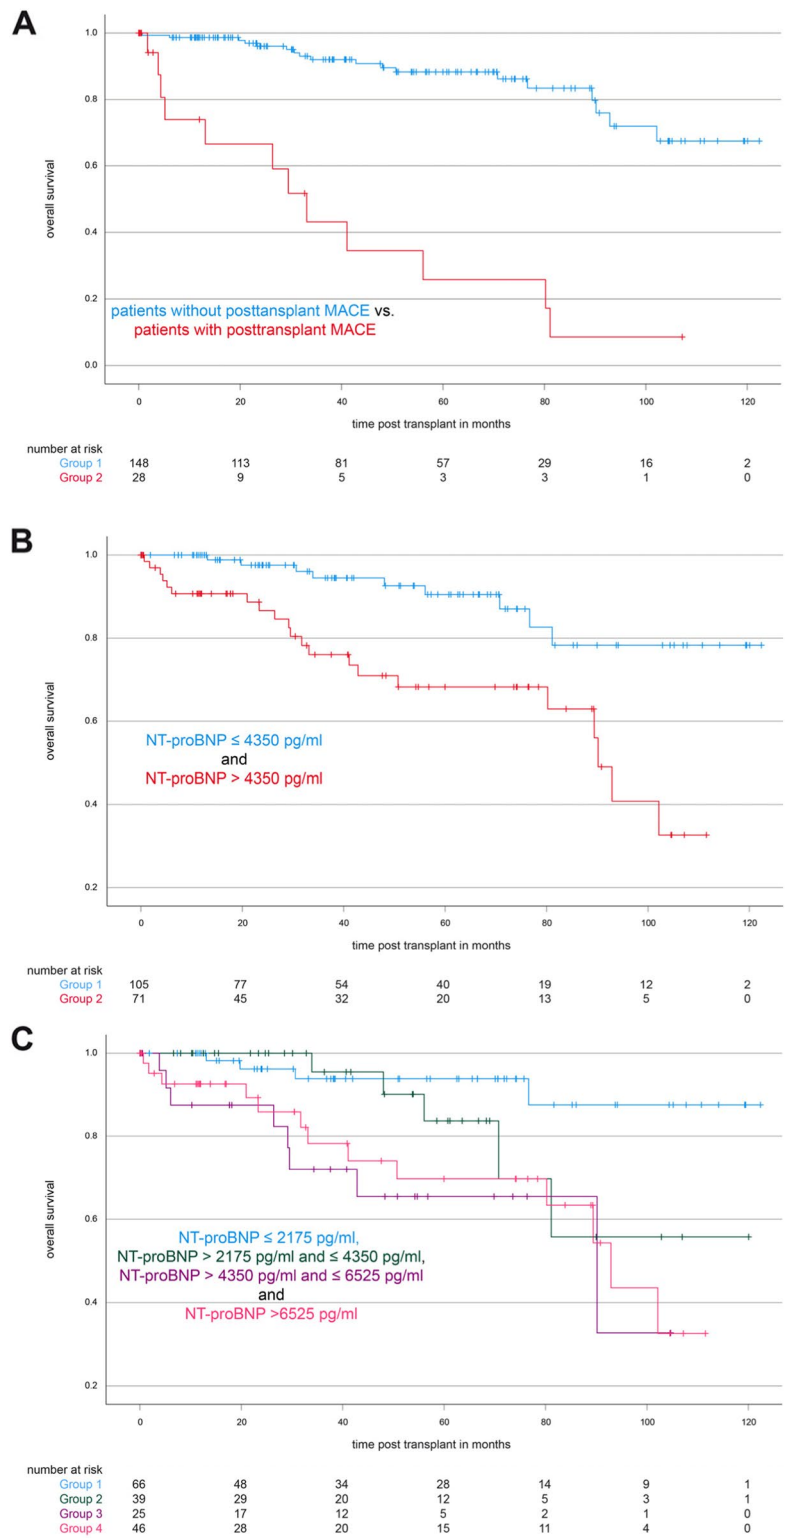 A
1.0
0.8
0.6
0.4
0.2
0.0
overall survival
patients without posttansplant MACE vs.
patients with posttransplant MACE
0 20 40 60 80 100 120
time post transplant in months
number at risk
Group 1 148 113 81 57 29 16 2
Group 2 28 9 5 3 3 1 0
B
1.0
0.8
0.6
0.4
0.2
overall survival
NT-proBNP ≤ 4350 pg/ml
and
NT-proBNP > 4350 pg/ml
0 20 40 60 80 100 120
time post transplant in months
number at risk
Group 1 105 77 54 40 19 12 2
Group 2 71 45 32 20 13 5 0
C
1.0
0.8
0.6
0.4
0.2
overall survival
NT-proBNP ≤ 2175 pg/ml,
NT-proBNP > 2175 pg/ml and ≤ 4350 pg/ml,
NT-proBNP > 4350 pg/ml and ≤ 6525 pg/ml
and
NT-proBNP >6525 pg/ml
0 20 40 60 80 100 120
time post transplant in months
number at risk
Group 1 66 48 34 28 14 9 1
Group 2 39 29 20 12 5 3 1
Group 3 25 17 12 5 2 1 0
Group 4 46 28 20 15 11 4 0